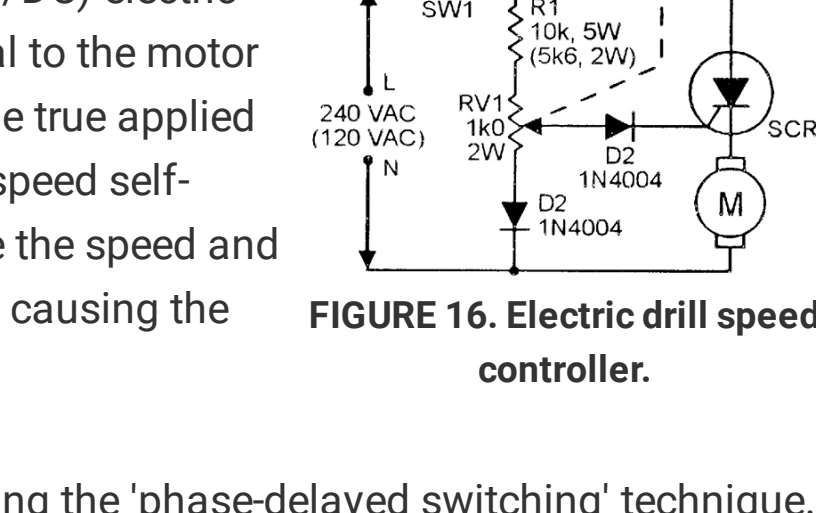 al to the motor
e true applied
speed self-
e the speed and
causing the
SW1
R1
10k, 5W
(5k6, 2W)
L
240 VAC
(120 VAC)
N
RV1
1k0
2W
D2
1N4004
SCR
D2
1N4004
M
FIGURE 16. Electric drill speed
controller.
ng the 'phase-delayed switching' technique.